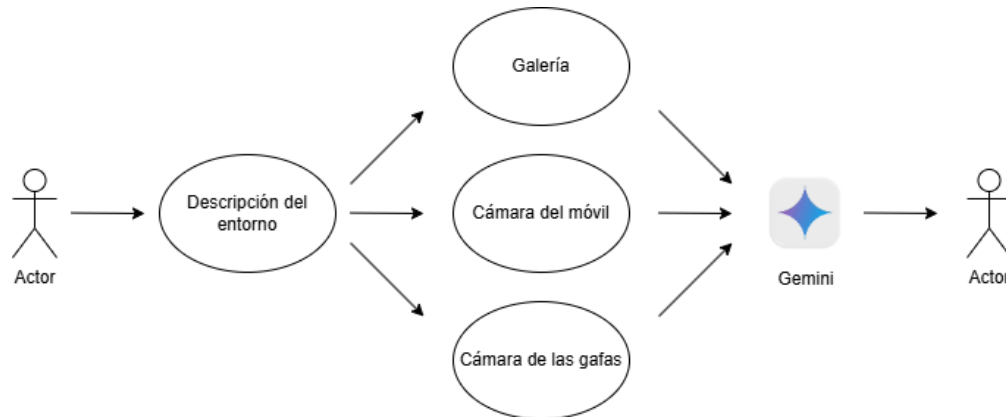 Galería
Actor
Descripción del
entorno
Cámara del móvil
Gemini
Actor
Cámara de las gafas